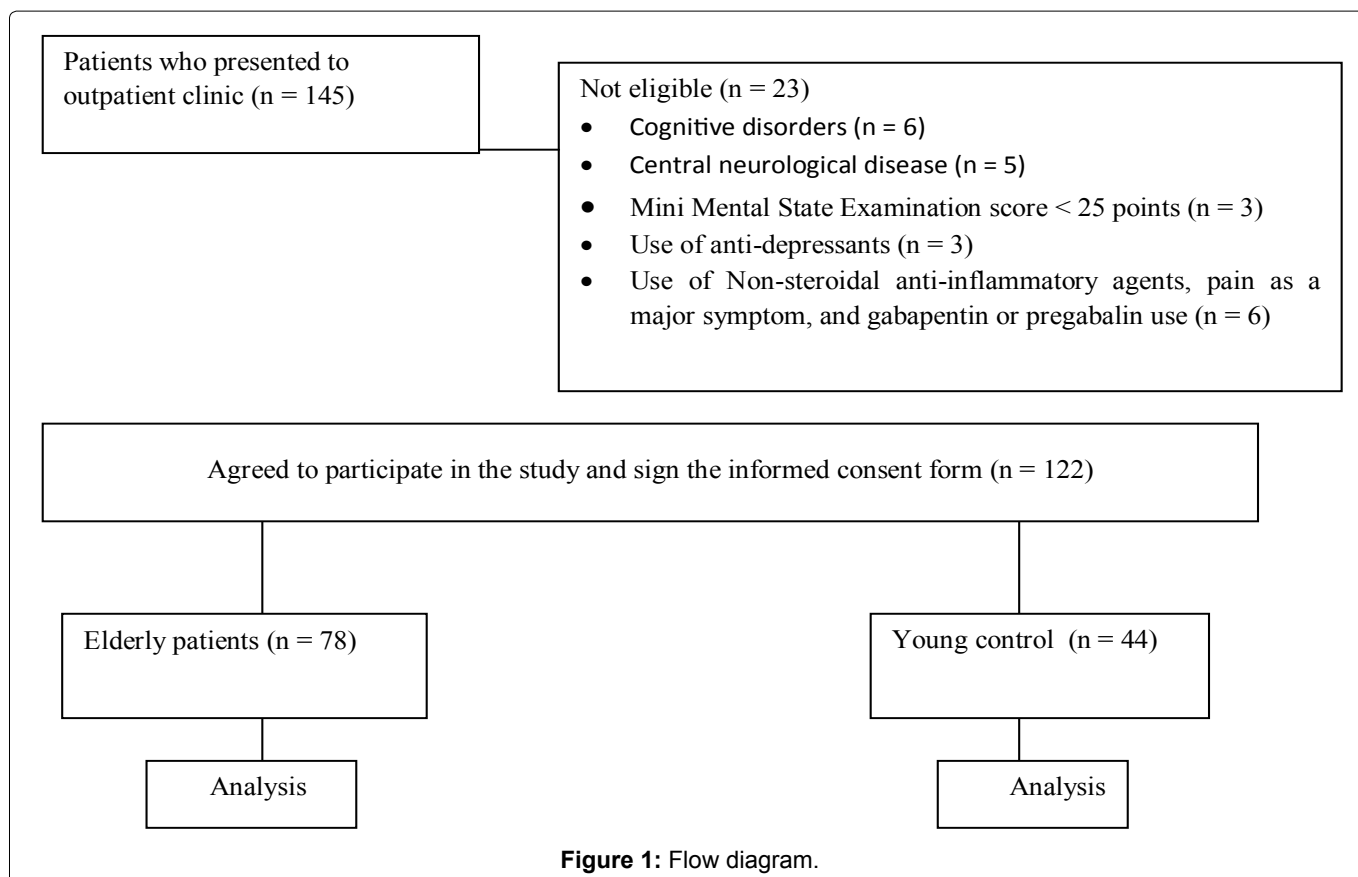 Patients who presented to
outpatient clinic (n = 145)
Not eligible (n = 23)
• Cognitive disorders (n = 6)
• Central neurological disease (n = 5)
• Mini Mental State Examination score < 25 points (n = 3)
• Use of anti-depressants (n = 3)
• Use of Non-steroidal anti-inflammatory agents, pain as a
major symptom, and gabapentin or pregabalin use (n = 6)
Agreed to participate in the study and sign the informed consent form (n = 122)
Elderly patients (n = 78)
Young control (n = 44)
Analysis
Analysis
Figure 1: Flow diagram.